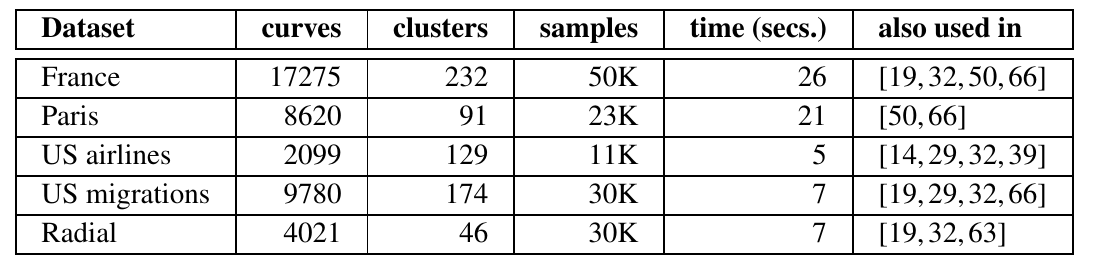 Dataset curves clusters samples time (secs.) also used in
France 17275 232 50K 26 [19, 32, 50, 66]
Paris 8620 91 23K 21 [50, 66]
US airlines 2099 129 11K 5 [14, 29, 32, 39]
US migrations 9780 174 30K 7 [19, 29, 32, 66]
Radial 4021 46 30K 7 [19, 32, 63]